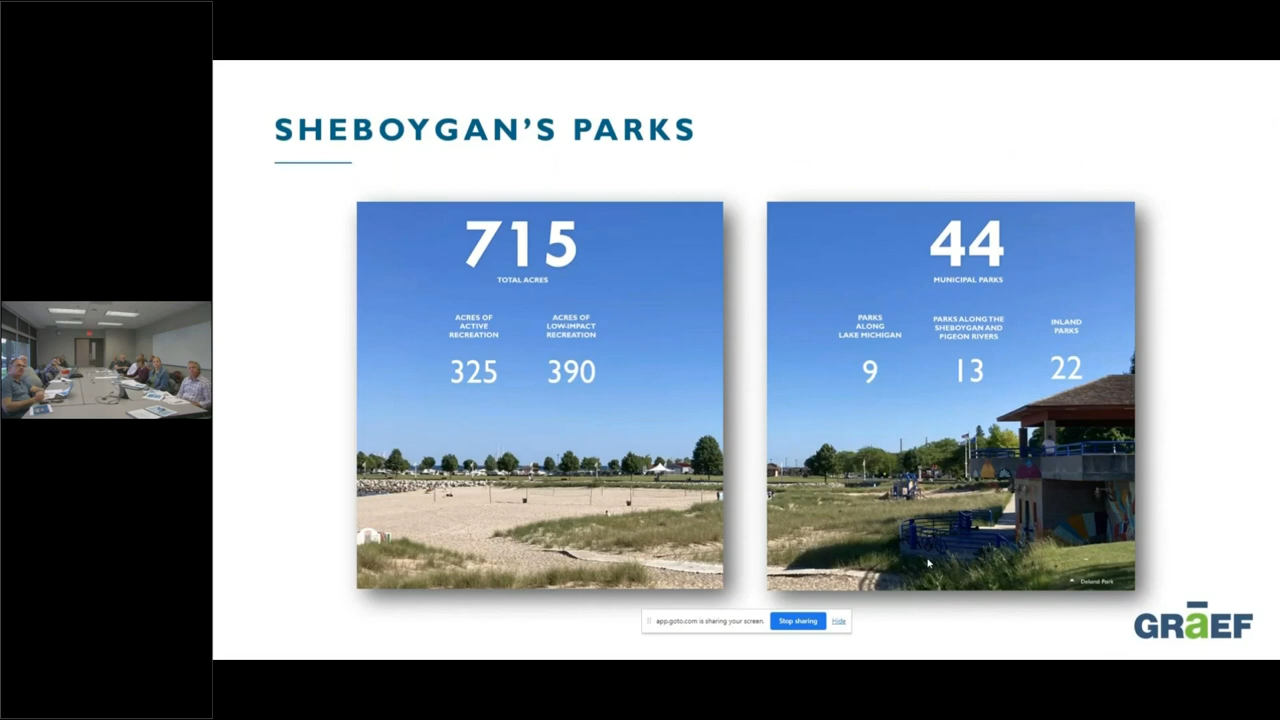 SHEBOYGAN'S PARKS
715
TOTAL ACRES
ACRES OF
ACTIVE
RECREATION
325
ACRES OF
LOW-IMPACT
RECREATION
390
44
MUNICIPAL PARKS
PARKS
ALONG
LAKE MICHIGAN
9
PARKS ALONG THE
SHEBOYGAN AND
PIGEON RIVERS
13
INLAND
PARKS
22
Deland Park
app.goto.com is sharing your screen.
Stop sharing
Hide
GRAEF